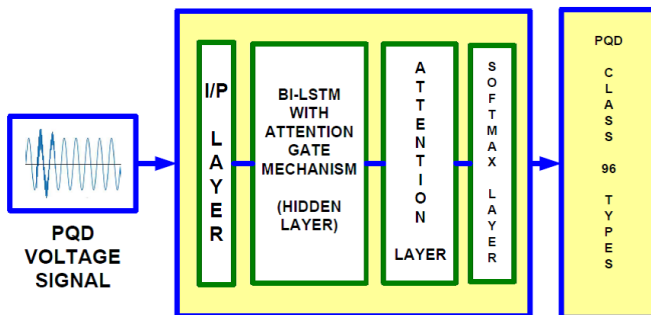 PQD
VOLTAGE
SIGNAL
I/P
LAYER
BI-LSTM
WITH
ATTENTION
GATE
MECHANISM
(HIDDEN
LAYER)
ATTENTION
LAYER
SOFTMAX
LAYER
PQD
CLASS
96
TYPES